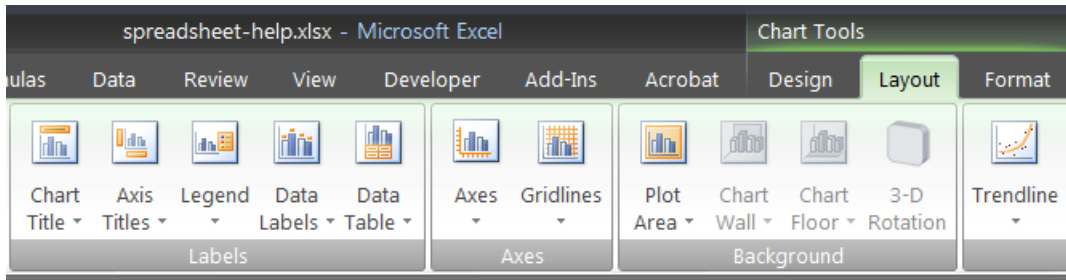 spreadsheet-help.xlsx - Microsoft Excel
Chart Tools
ulas Data Review View Developer Add-Ins Acrobat Design Layout Format
Chart Title
Axis Titles
Legend
Data Labels
Data Table
Axes
Gridlines
Plot Area
Chart Wall
Chart Floor
3-D Rotation
Trendline
Labels
Axes
Background